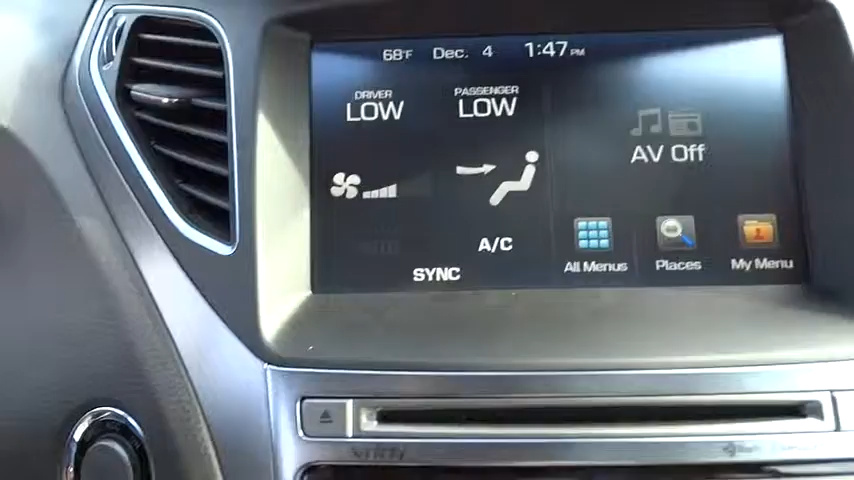 68°F Dec. 4 1:47 PM
DRIVER PASSENGER
LOW LOW
AV Off
A/C
SYNC
All Menus Places My Menu